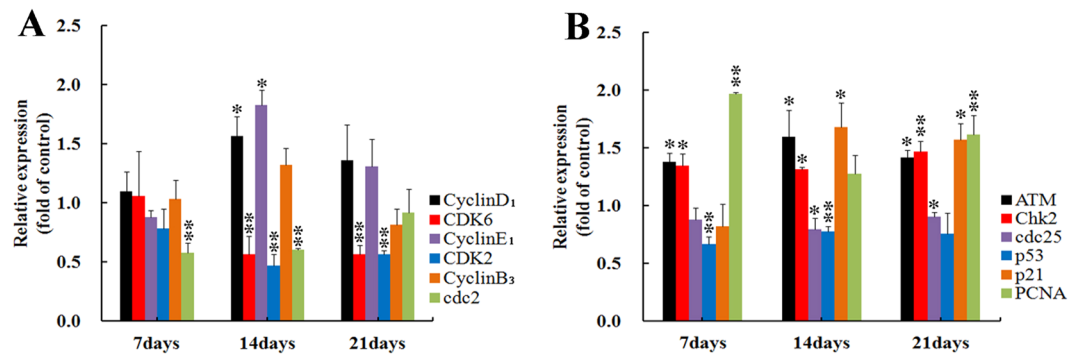 A
Relative expression
(fold of control)
2.5
2.0
1.5
1.0
0.5
0.0
**
*
**
*
**
**
**
**
7days
14days
21days
CyclinD₁
CDK6
CyclinE₁
CDK2
CyclinB₃
cdc2
B
Relative expression
(fold of control)
2.5
2.0
1.5
1.0
0.5
0.0
*
*
**
**
*
*
*
**
*
*
**
*
*
**
7days
14days
21days
ATM
Chk2
cdc25
p53
p21
PCNA